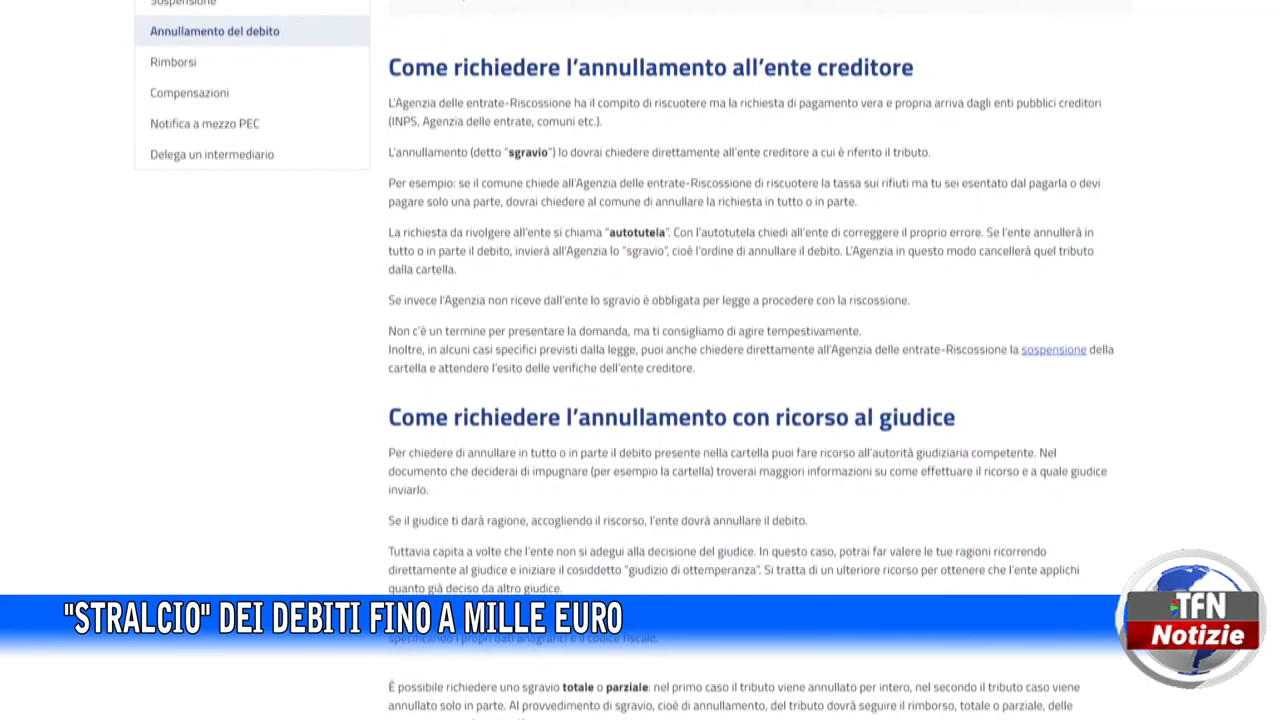 Sospensione
Annullamento del debito
Rimborsi
Compensazioni
Notifica a mezzo PEC
Delega un intermediario
Come richiedere l'annullamento all'ente creditore
L'Agenzia delle entrate-Riscossione ha il compito di riscuotere ma la richiesta di pagamento vera e propria arriva dagli enti pubblici creditori
(INPS, Agenzia delle entrate, comuni etc.).
L'annullamento (detto "sgravio") lo dovrai chiedere direttamente all'ente creditore a cui è riferito il tributo.
Per esempio: se il comune chiede all'Agenzia delle entrate-Riscossione di riscuotere la tassa sui rifiuti ma tu sei esentato dal pagarla o devi
pagare solo una parte, dovrai chiedere al comune di annullare la richiesta in tutto o in parte.
La richiesta da rivolgere all'ente si chiama "autotutela". Con l'autotutela chiedi all'ente di correggere il proprio errore. Se l'ente annullerà in
tutto o in parte il debito, invierà all'Agenzia lo "sgravio", cioè l'ordine di annullare il debito. L'Agenzia in questo modo cancellerà quel tributo
dalla cartella.
Se invece l'Agenzia non riceve dall'ente lo sgravio è obbligata per legge a procedere con la riscossione.
Non c'è un termine per presentare la domanda, ma ti consigliamo di agire tempestivamente.
Inoltre, in alcuni casi specifici previsti dalla legge, puoi anche chiedere direttamente all'Agenzia delle entrate-Riscossione la sospensione della
cartella e attendere l'esito delle verifiche dell'ente creditore.
Come richiedere l'annullamento con ricorso al giudice
Per chiedere di annullare in tutto o in parte il debito presente nella cartella puoi fare ricorso all'autorità giudiziaria competente. Nel
documento che deciderai di impugnare (per esempio la cartella) troverai maggiori informazioni su come effettuare il ricorso e a quale giudice
inviarlo.
Se il giudice ti darà ragione, accogliendo il riscorso, l'ente dovrà annullare il debito.
Tuttavia capita a volte che l'ente non si adegui alla decisione del giudice. In questo caso, potrai far valere le tue ragioni ricorrendo
direttamente al giudice e iniziare il cosiddetto "giudizio di ottemperanza". Si tratta di un ulteriore ricorso per ottenere che l'ente applichi
quanto già deciso da altro giudice.
"STRALCIO" DEI DEBITI FINO A MILLE EURO
TFN
Notizie
specificando i propri dati anagrafici e il codice fiscale.
È possibile richiedere uno sgravio totale o parziale: nel primo caso il tributo viene annullato per intero, nel secondo il tributo caso viene
annullato solo in parte. Al provvedimento di sgravio, cioè di annullamento, del tributo dovrà seguire il rimborso, totale o parziale, delle